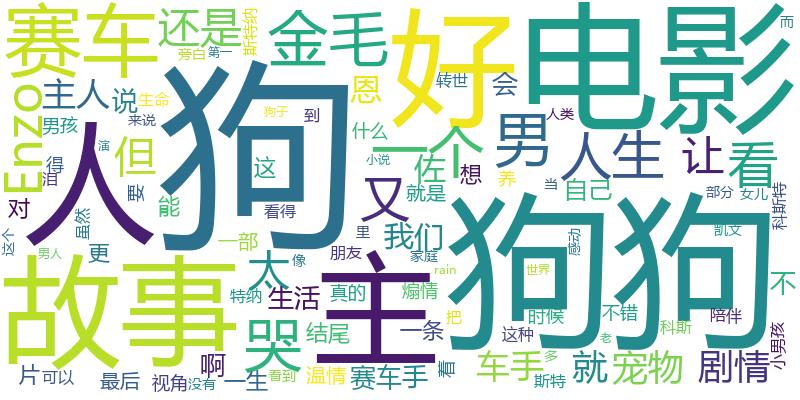 赛车
还是
斯特纳
金毛
好
电影
而
旁白
第一
恩
转世
会
Enzo
主人
说
生命
男孩
来说
狗子
到
什么
一个
男
人类
人生
让
看
得
泪
演
但
人
狗
这
小说
佐
想
养
当
自己
部分
女儿
科斯特
对
要
能
看得
又
就是
虽然
这个
更
一部
我们
里
狗狗
感动
凯文
男人
太
像
朋友
家庭
rain
世界
不
故事
特纳
生活
真的
煽情
主
把
时候
不错
陪伴
哭
结尾
一条
这种
科斯
老
小男孩
啊
片
可以
最后
视角
没有
一生
看到
温情
赛车手
着
车手
多
斯特
就
宠物
剧情